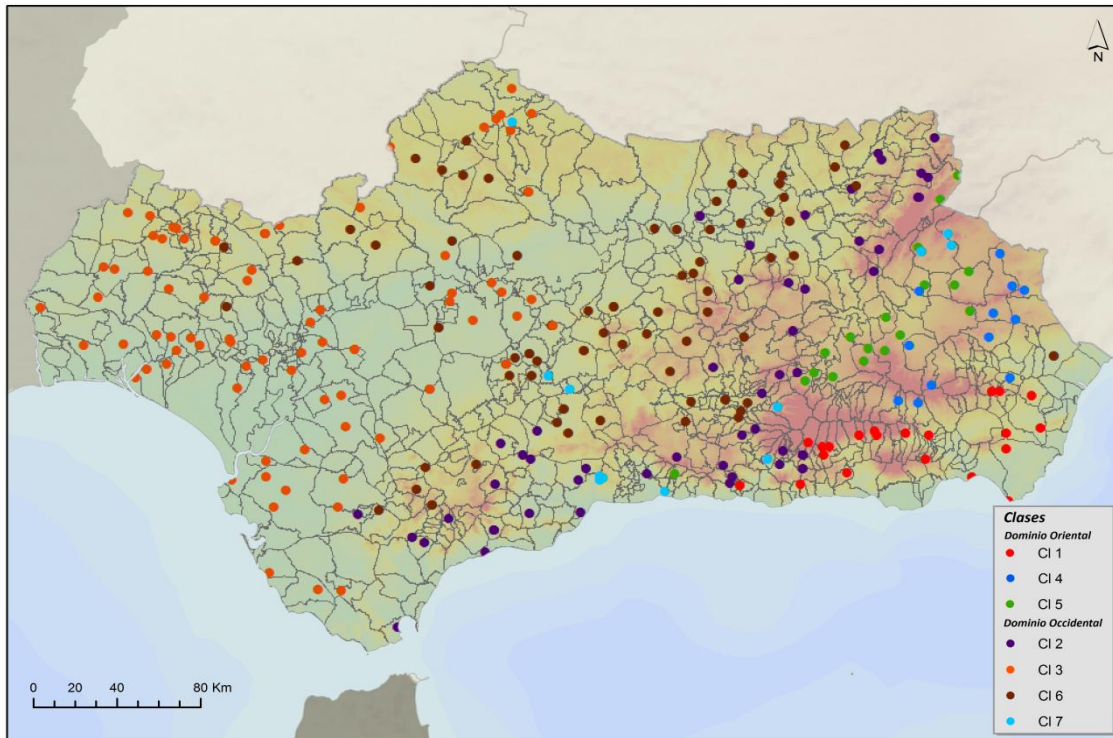 N
Clases
Dominio Oriental
Cl 1
Cl 4
Cl 5
Dominio Occidental
Cl 2
Cl 3
Cl 6
Cl 7
0 20 40 80 Km